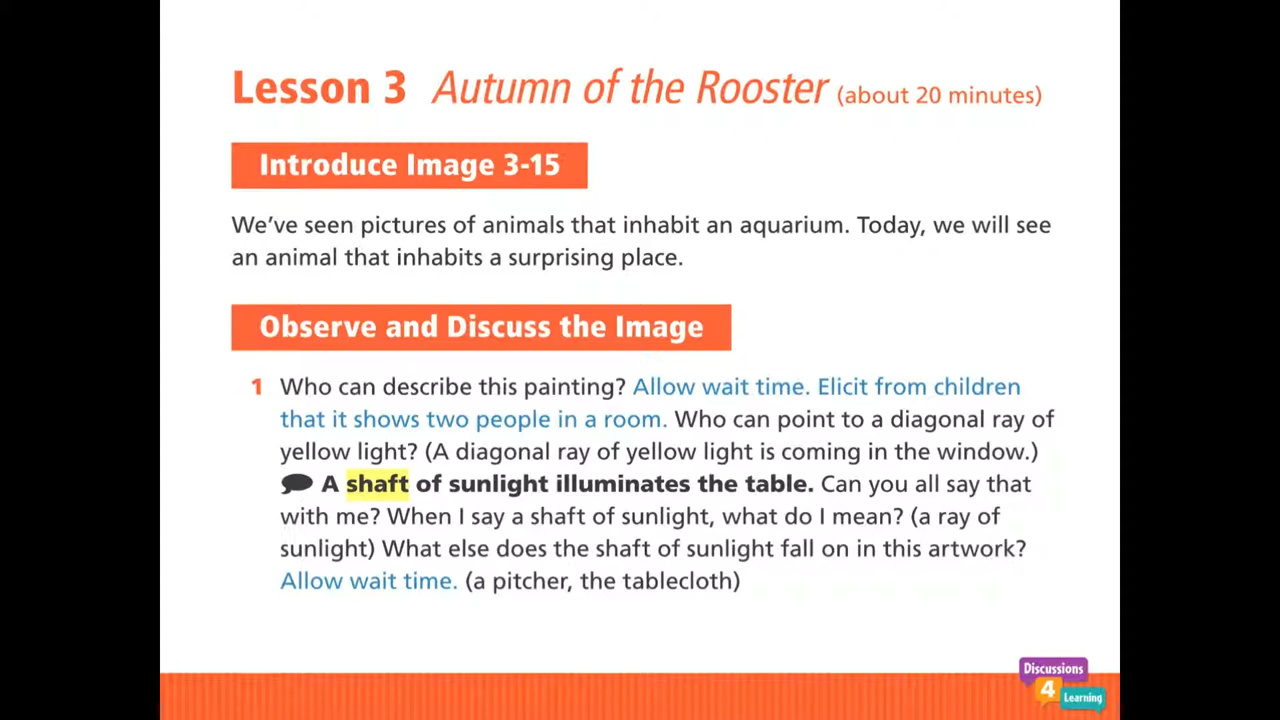 Lesson 3 Autumn of the Rooster (about 20 minutes)
Introduce Image 3-15
We've seen pictures of animals that inhabit an aquarium. Today, we will see
an animal that inhabits a surprising place.
Observe and Discuss the Image
1 Who can describe this painting? Allow wait time. Elicit from children
that it shows two people in a room. Who can point to a diagonal ray of
yellow light? (A diagonal ray of yellow light is coming in the window.)
A shaft of sunlight illuminates the table. Can you all say that
with me? When I say a shaft of sunlight, what do I mean? (a ray of
sunlight) What else does the shaft of sunlight fall on in this artwork?
Allow wait time. (a pitcher, the tablecloth)
Discussions
4
Learning